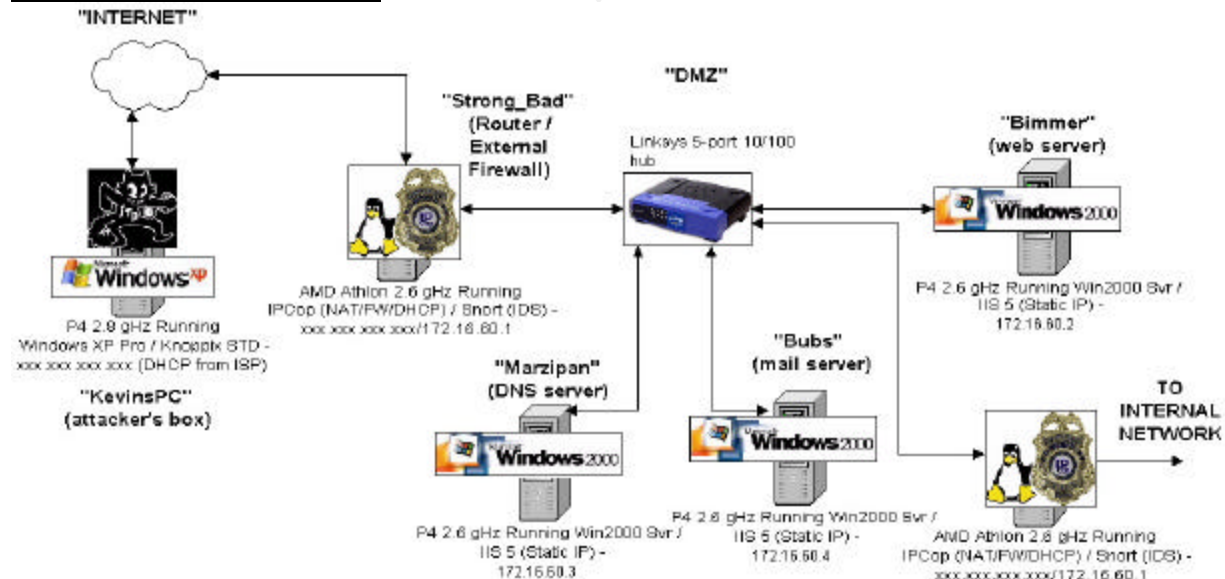 "INTERNET"
"DMZ"
"Strong_Bad"
(Router /
External
Firewall)
Linksys 5-port 10/100
hub
"Bimmer"
(web server)
Windows 2000
Microsoft
Windows xp
AMD Athlon 2.6 gHz Running
IPCop (NAT/FW/DHCP) / Snort (IDS) -
xxx.xxx.xxx.xxx/172.16.60.1
P4 2.6 gHz Running Win2000 Svr /
IIS 5 (Static IP) -
172.16.60.2
P4 2.8 gHz Running
Windows XP Pro / Knoppix STD -
xxx.xxx.xxx.xxx (DHCP from ISP)
"KevinsPC"
(attacker's box)
"Marzipan"
(DNS server)
Windows 2000
P4 2.6 gHz Running Win2000 Svr /
IIS 5 (Static IP) -
172.16.60.3
"Bubs"
(mail server)
Windows 2000
P4 2.6 gHz Running Win2000 Svr /
IIS 5 (Static IP) -
172.16.60.4
TO
INTERNAL
NETWORK
AMD Athlon 2.6 gHz Running
IPCop (NAT/FW/DHCP) / Snort (IDS) -
xxx.xxx.xxx.xxx/172.16.60.1